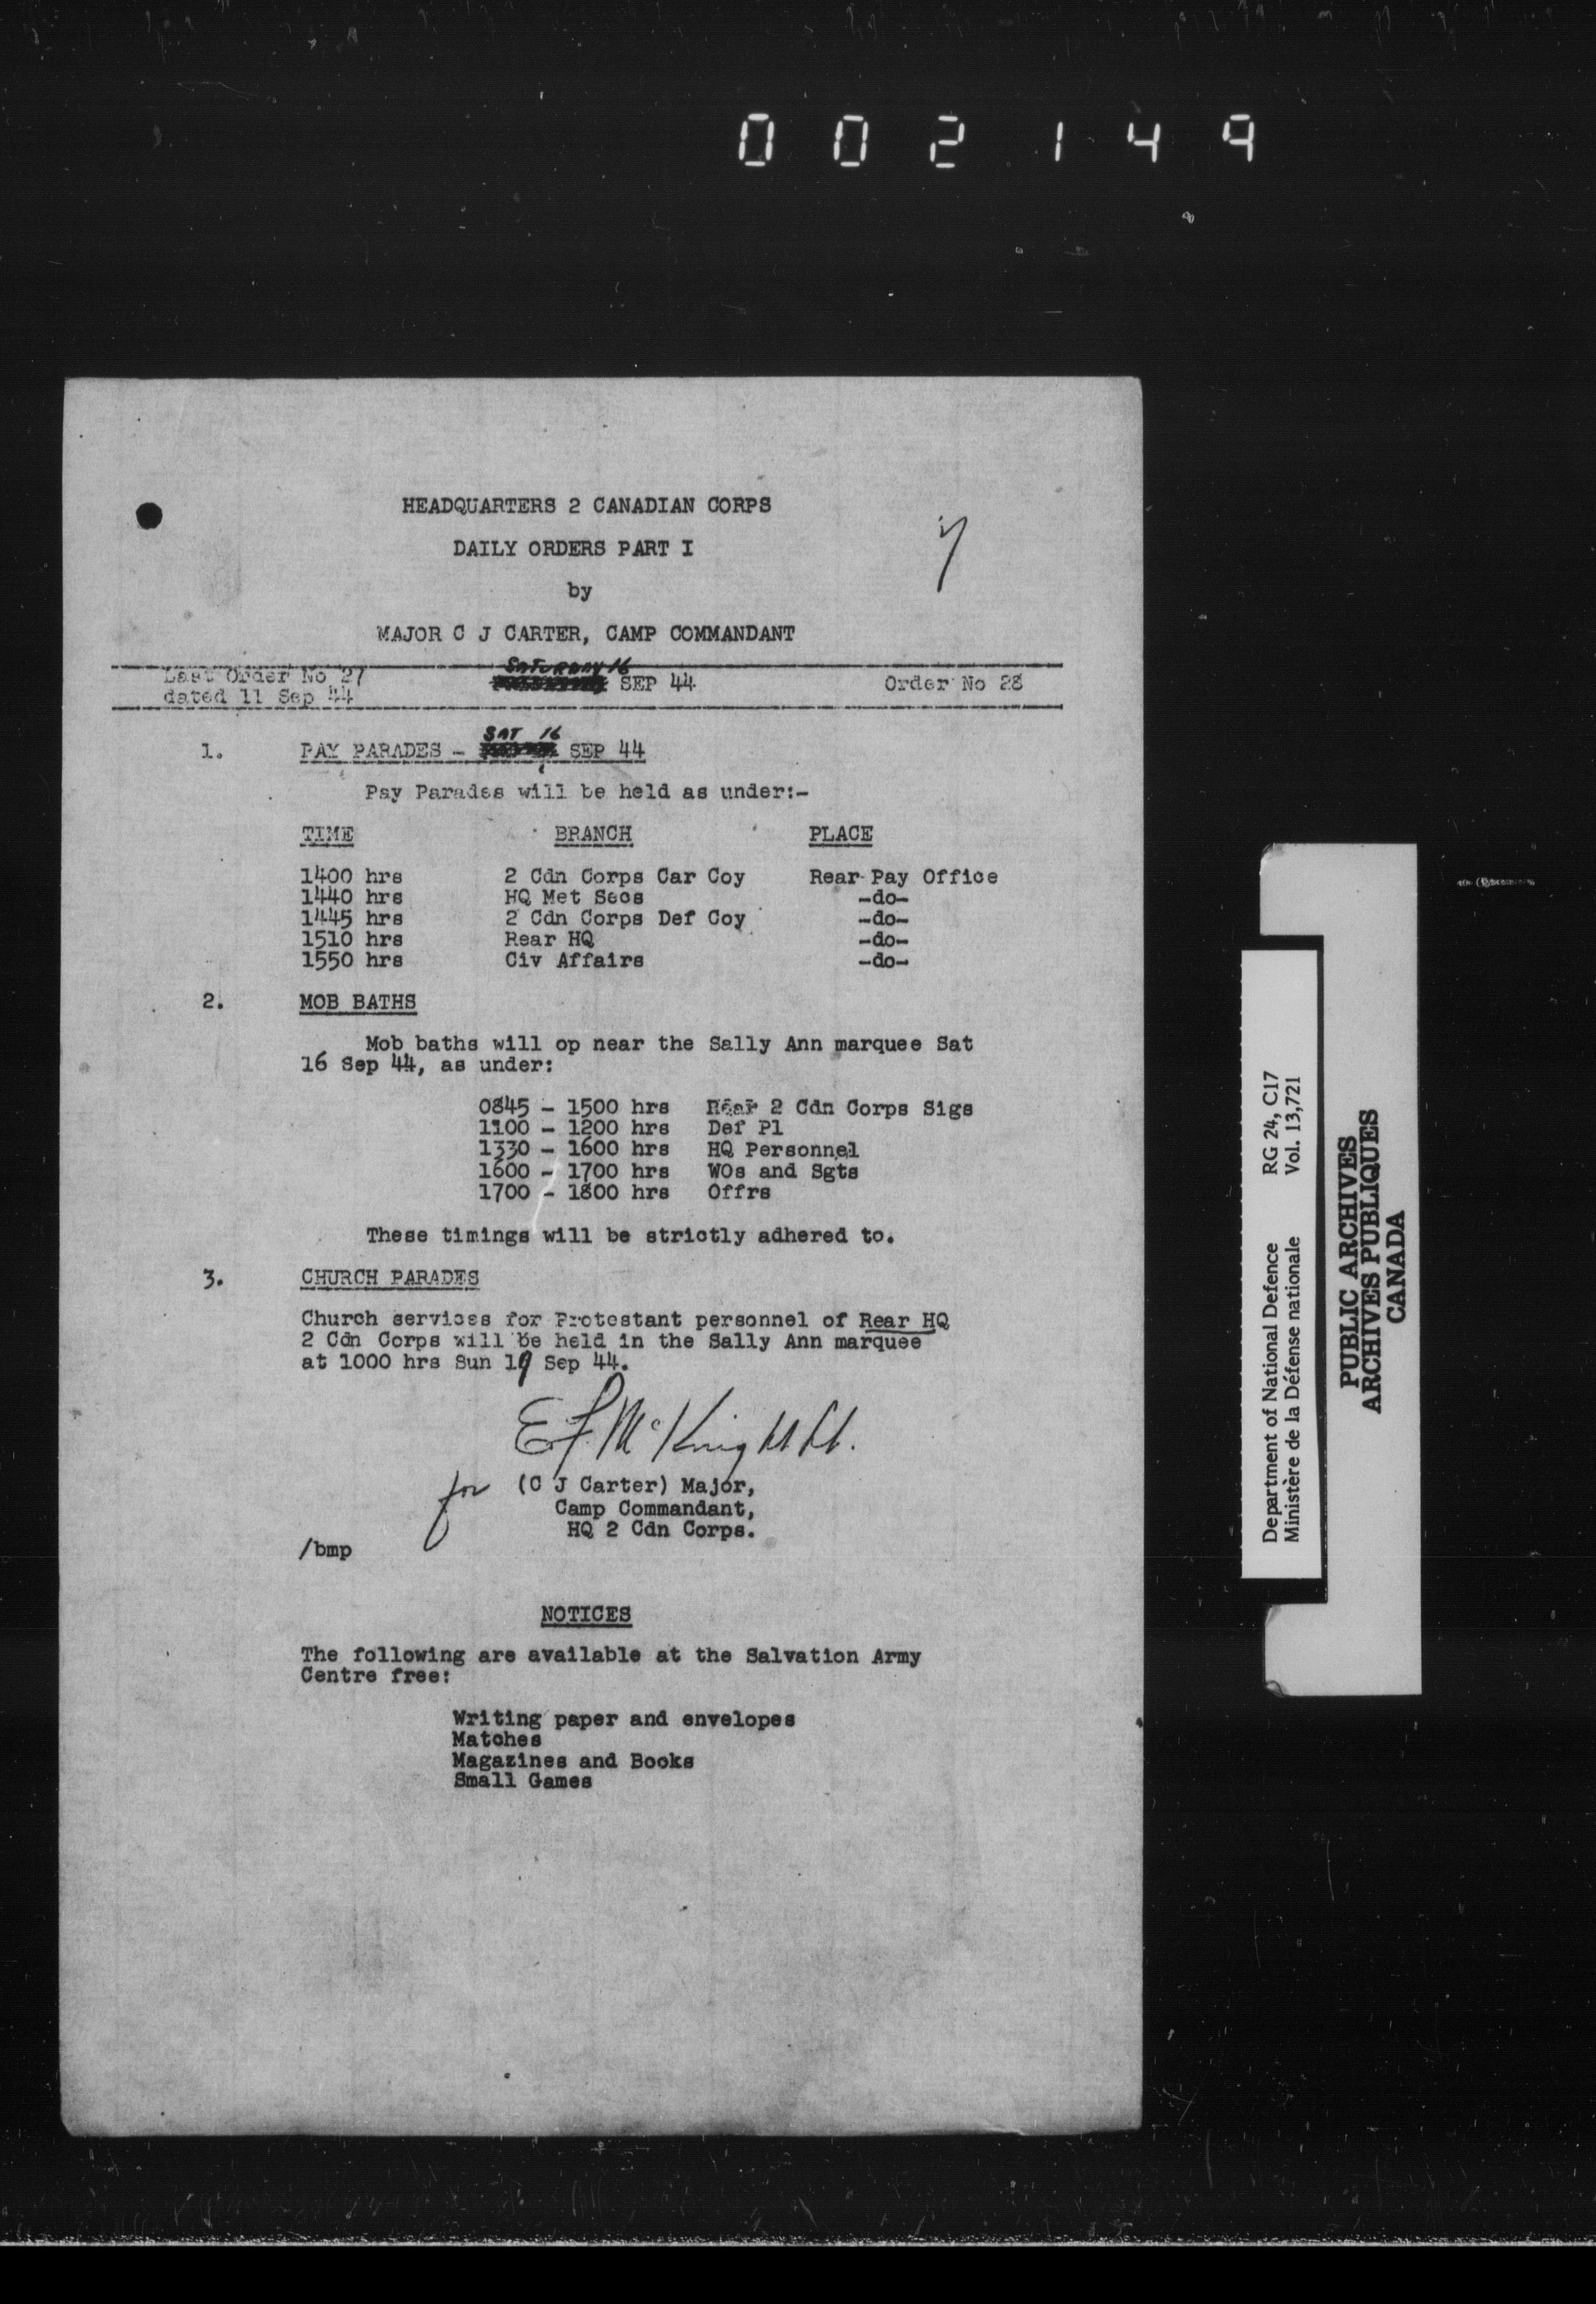 002149
HEADQUARTERS 2 CANADIAN CORPS
DAILY ORDERS PART I
by
MAJOR C J CARTER, CAMP COMMANDANT
Last Order No 27
dated 11 Sep 44
SATURDAY 16
SEP 44
Order No 28
1. PAY PARADES - SAT 16 SEP 44
Pay Parades will be held as under:-
TIME BRANCH PLACE
1400 hrs 2 Cdn Corps Car Coy Rear Pay Office
1440 hrs HQ Met Secs -do-
1445 hrs 2 Cdn Corps Def Coy -do-
1510 hrs Rear HQ -do-
1550 hrs Civ Affairs -do-
2. MOB BATHS
Mob baths will op near the Sally Ann marquee Sat
16 Sep 44, as under:
0845 - 1500 hrs Rear 2 Cdn Corps Sigs
1100 - 1200 hrs Def Pl
1330 - 1600 hrs HQ Personnel
1600 - 1700 hrs WOs and Sgts
1700 - 1800 hrs Offrs
These timings will be strictly adhered to.
3. CHURCH PARADES
Church services for Protestant personnel of Rear HQ
2 Cdn Corps will be held in the Sally Ann marquee
at 1000 hrs Sun Sep 44.
E F McKnight Lt.
for (C J Carter) Major,
Camp Commandant,
HQ 2 Cdn Corps.
/bmp
NOTICES
The following are available at the Salvation Army
Centre free:
Writing paper and envelopes
Matches
Magazines and Books
Small Games
Department of National Defence RG 24, C17
Ministère de la Défense nationale Vol. 13,721
PUBLIC ARCHIVES
ARCHIVES PUBLIQUES
CANADA